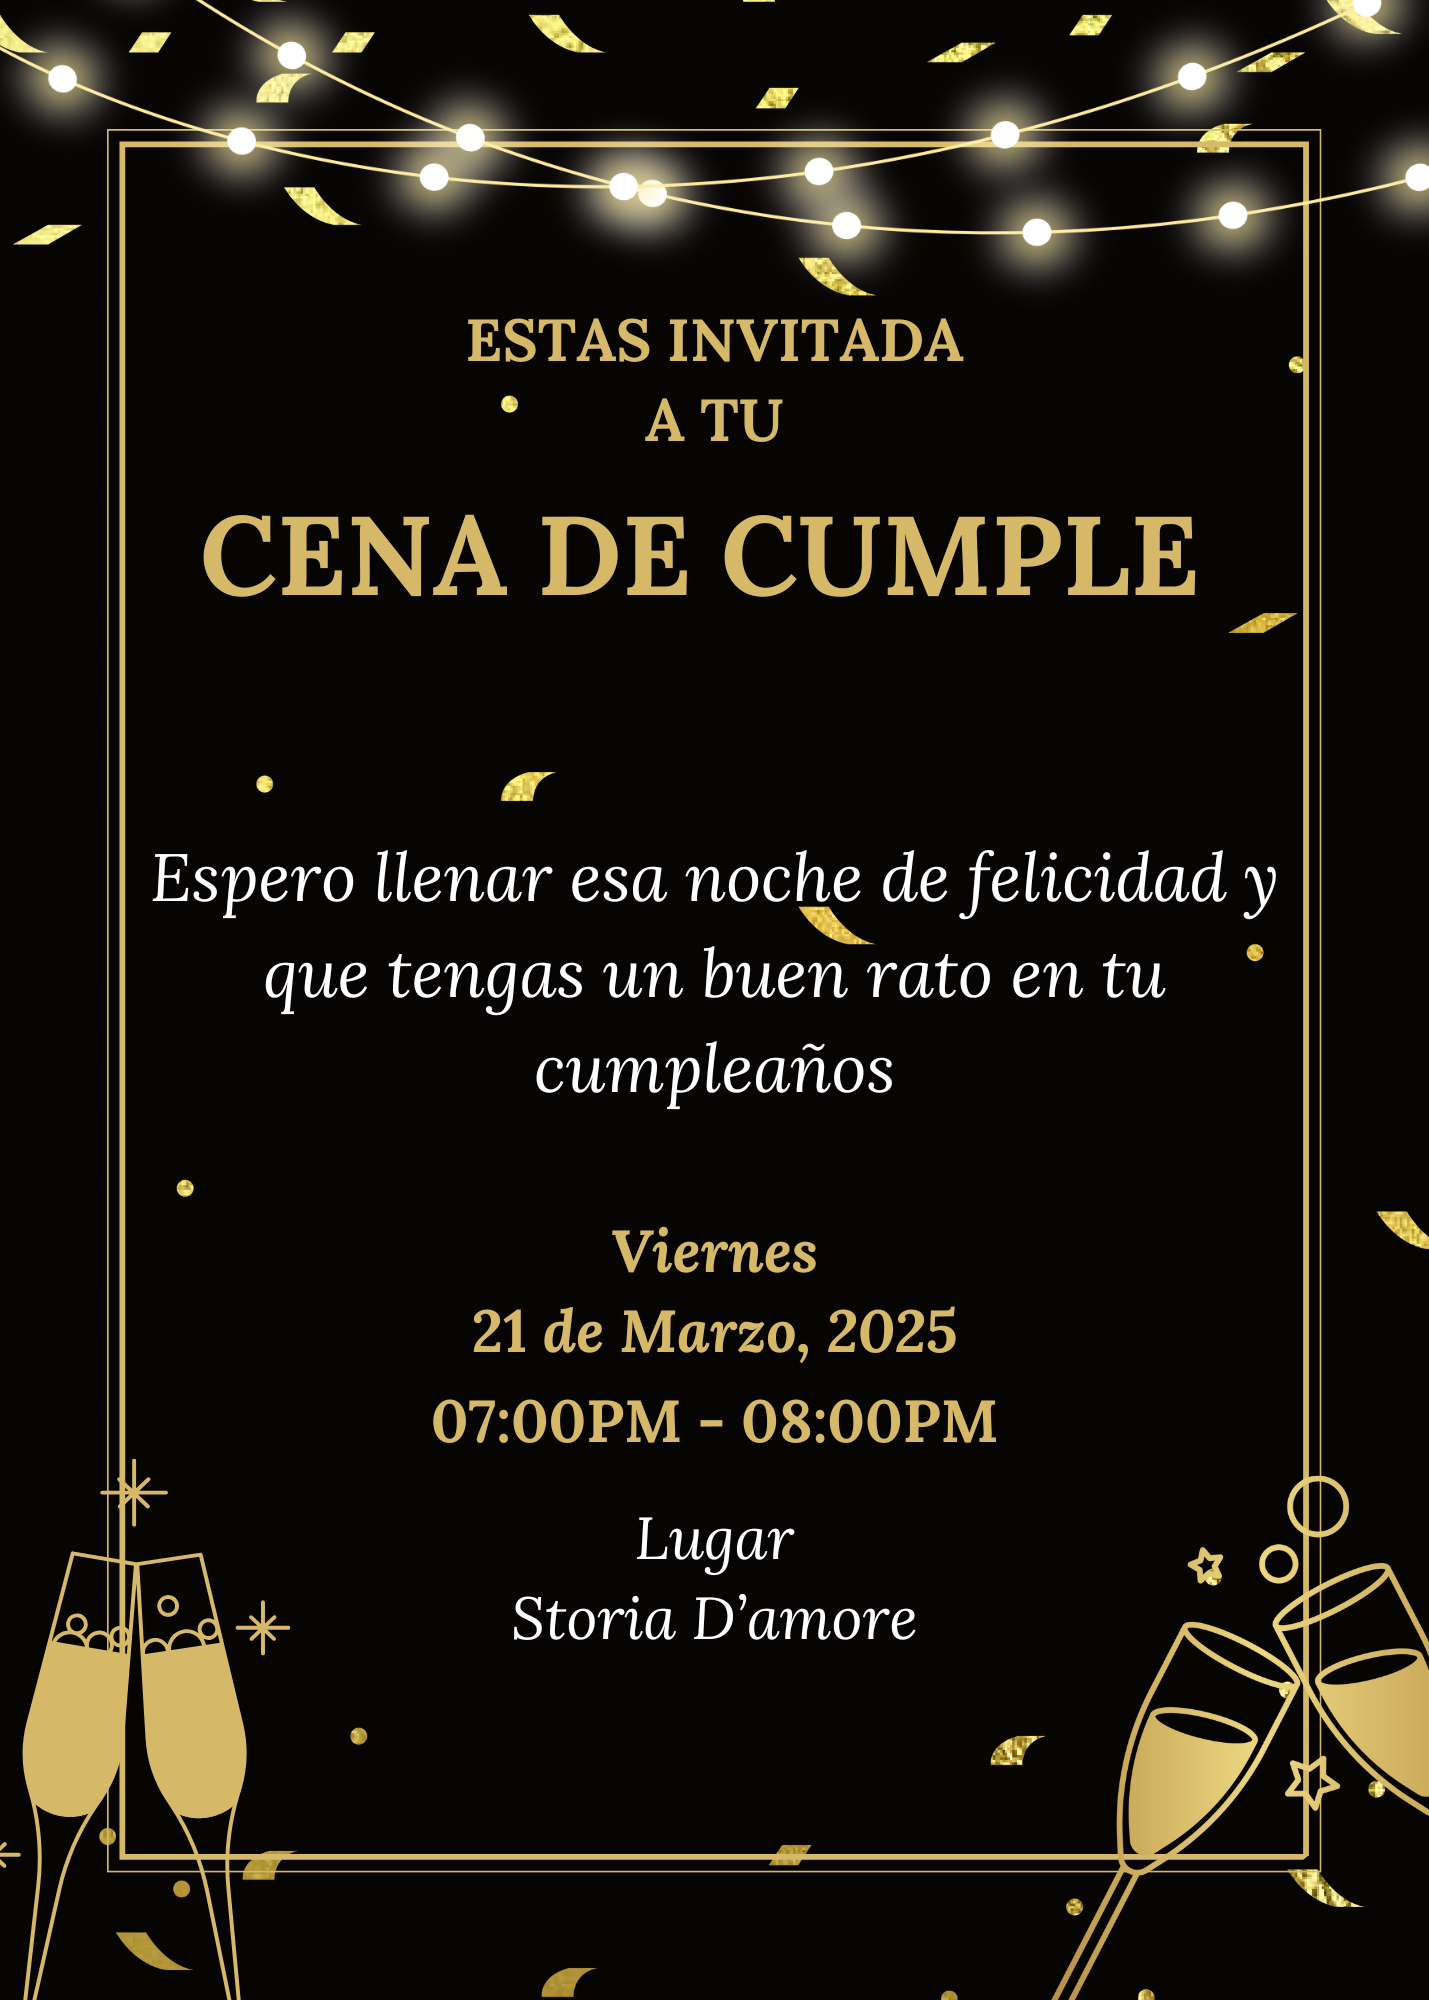 ESTAS INVITADA
A TU
CENA DE CUMPLE
Espero llenar esa noche de felicidad y
que tengas un buen rato en tu
cumpleaños
Viernes
21 de Marzo, 2025
07:00PM - 08:00PM
Lugar
Storia D’amore